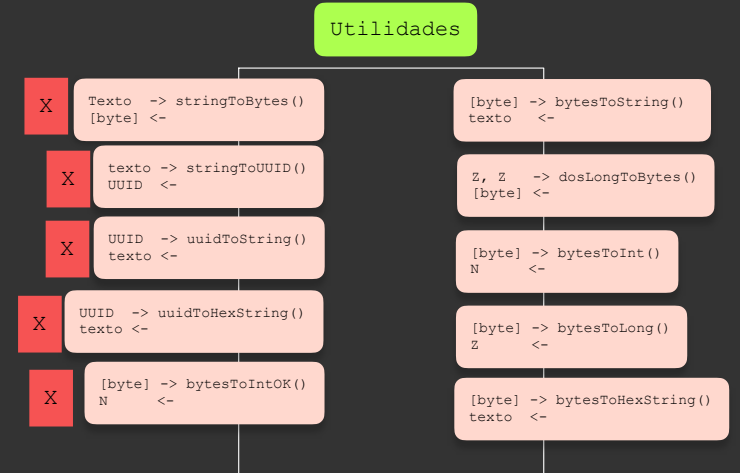 Utilidades
X
Texto  -> stringToBytes()
[byte] <-
X
texto -> stringToUUID()
UUID  <-
X
UUID  -> uuidToString()
texto <-
X
UUID  -> uuidToHexString()
texto <-
X
[byte] -> bytesToIntOK()
N      <-
[byte] -> bytesToString()
texto   <-
Z, Z   -> dosLongToBytes()
[byte] <-
[byte] -> bytesToInt()
N      <-
[byte] -> bytesToLong()
Z       <-
[byte] -> bytesToHexString()
texto  <-